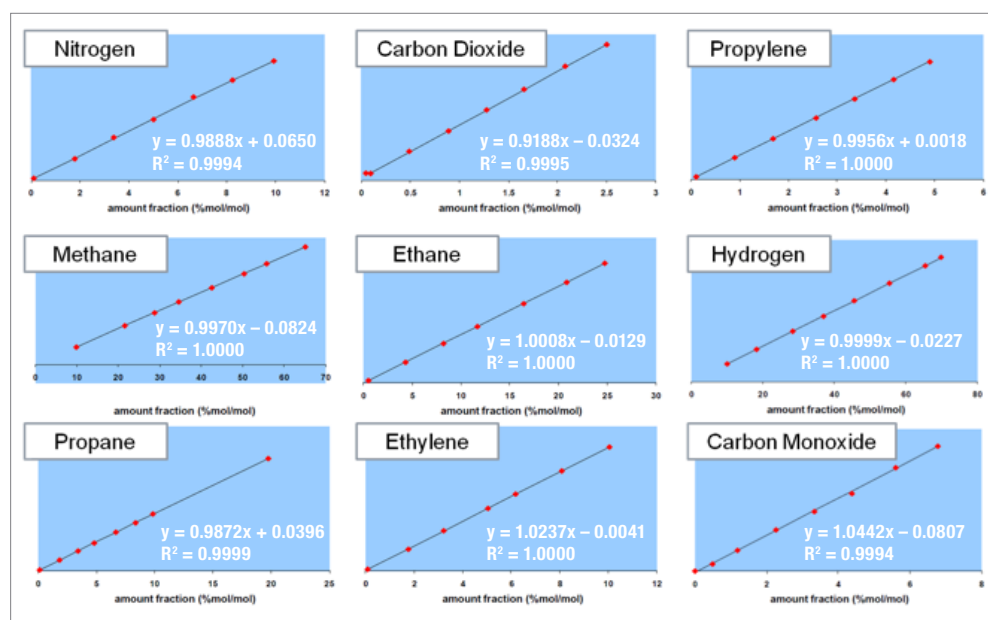 Nitrogen
y = 0.9888x + 0.0650
R² = 0.9994
0 2 4 6 8 10 12
amount fraction (%mol/mol)
Carbon Dioxide
y = 0.9188x – 0.0324
R² = 0.9995
0 0.5 1 1.5 2 2.5 3
amount fraction (%mol/mol)
Propylene
y = 0.9956x + 0.0018
R² = 1.0000
0 1 2 3 4 5 6
amount fraction (%mol/mol)
Methane
y = 0.9970x – 0.0824
R² = 1.0000
0 10 20 30 40 50 60 70
amount fraction (%mol/mol)
Ethane
y = 1.0008x – 0.0129
R² = 1.0000
0 5 10 15 20 25 30
amount fraction (%mol/mol)
Hydrogen
y = 0.9999x – 0.0227
R² = 1.0000
0 20 40 60 80
amount fraction (%mol/mol)
Propane
y = 0.9872x + 0.0396
R² = 0.9999
0 5 10 15 20 25
amount fraction (%mol/mol)
Ethylene
y = 1.0237x – 0.0041
R² = 1.0000
0 2 4 6 8 10 12
amount fraction (%mol/mol)
Carbon Monoxide
y = 1.0442x – 0.0807
R² = 0.9994
0 2 4 6 8
amount fraction (%mol/mol)